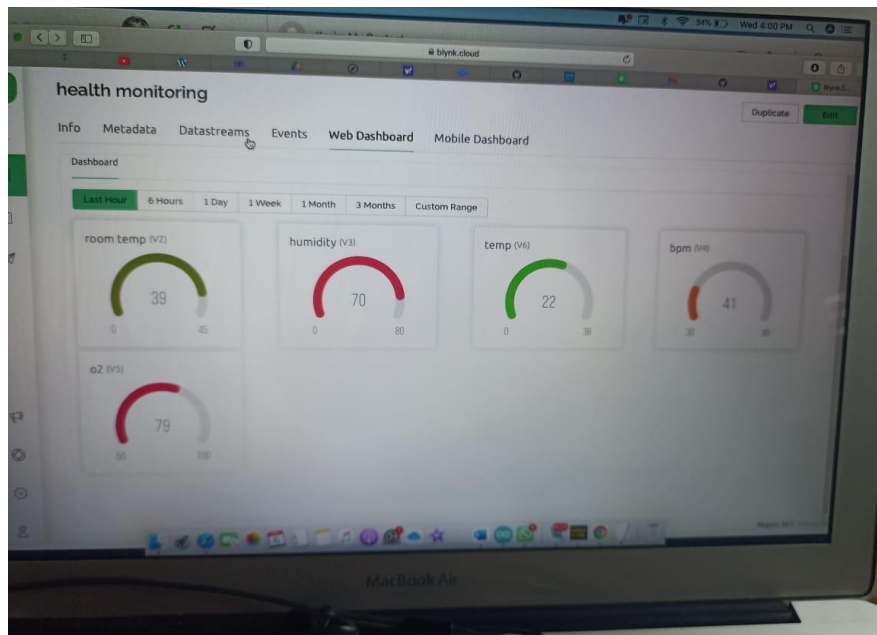 34% Wed 4:00 PM
blynk.cloud
Blynk.C...
health monitoring
Duplicate Edit
Info Metadata Datastreams Events Web Dashboard Mobile Dashboard
Dashboard
Last Hour 6 Hours 1 Day 1 Week 1 Month 3 Months Custom Range
room temp (V2) humidity (V3) temp (V6) bpm (V4)
39 70 22 41
0 45 0 80 0 38
o2 (V5)
79
50 100
MacBook Air